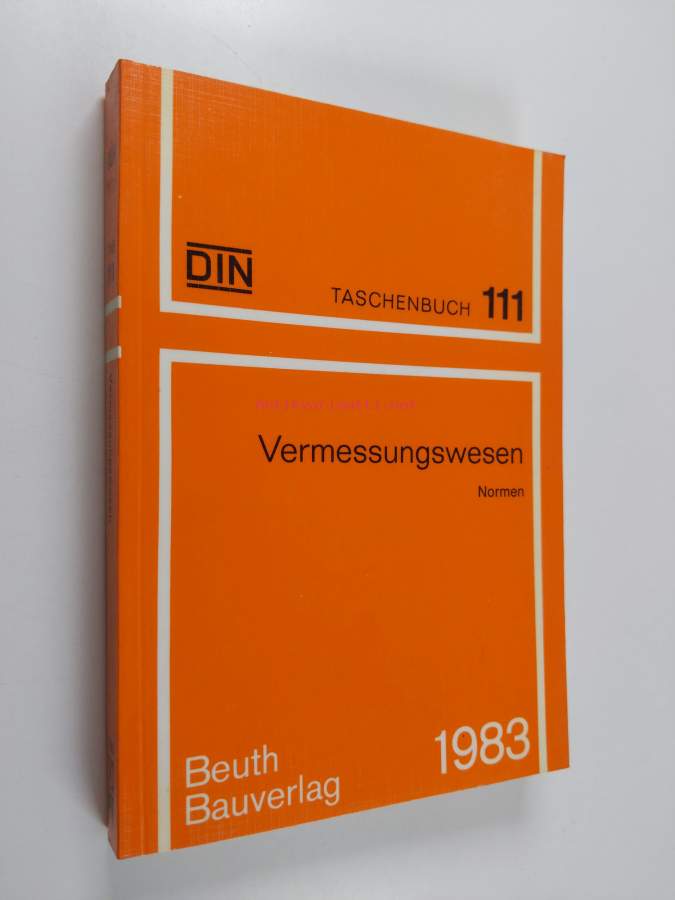 DIN
TASCHENBUCH 111
Vermessungswesen
Normen
1983
Beuth
Bauverlag